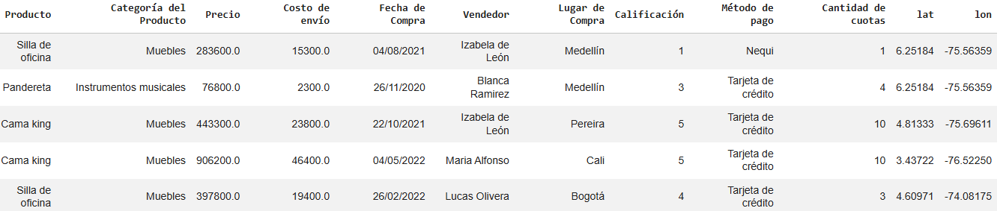 Producto Categoría del Producto Precio Costo de envío Fecha de Compra Vendedor Lugar de Compra Calificación Método de pago Cantidad de cuotas lat lon
Silla de oficina Muebles 283600.0 15300.0 04/08/2021 Izabela de León Medellín 1 Nequi 1 6.25184 -75.56359
Pandereta Instrumentos musicales 76800.0 2300.0 26/11/2020 Blanca Ramirez Medellín 3 Tarjeta de crédito 4 6.25184 -75.56359
Cama king Muebles 443300.0 23800.0 22/10/2021 Izabela de León Pereira 5 Tarjeta de crédito 10 4.81333 -75.69611
Cama king Muebles 906200.0 46400.0 04/05/2022 Maria Alfonso Cali 5 Tarjeta de crédito 10 3.43722 -76.52250
Silla de oficina Muebles 397800.0 19400.0 26/02/2022 Lucas Olivera Bogotá 4 Tarjeta de crédito 3 4.60971 -74.08175